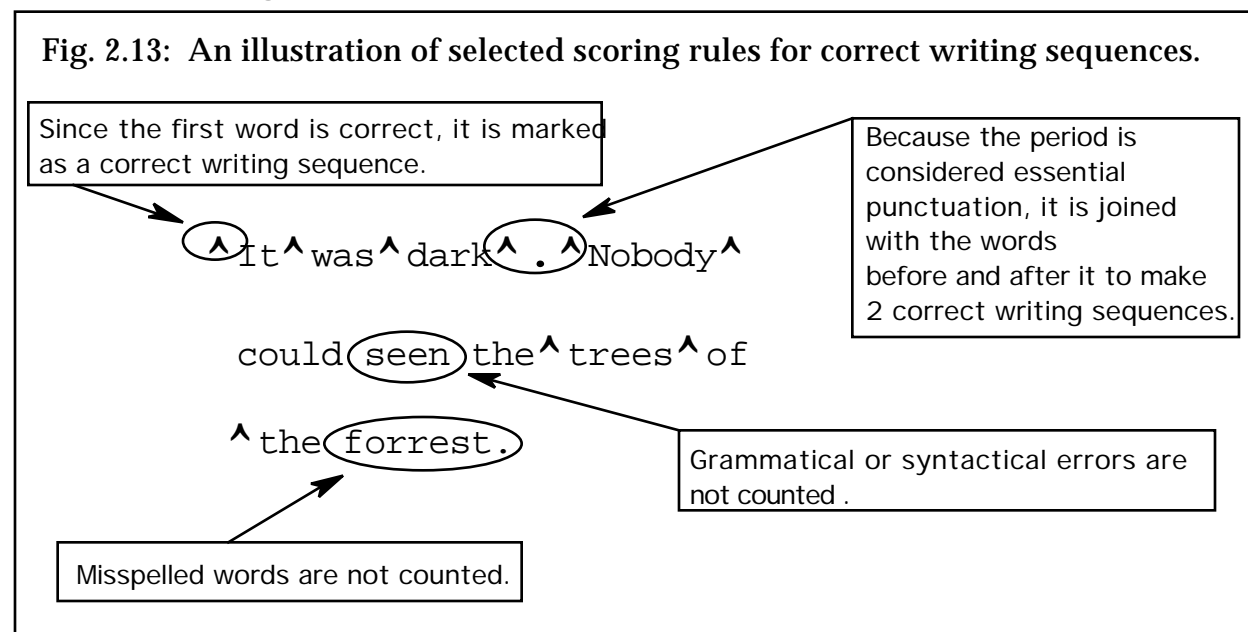 Fig. 2.13: An illustration of selected scoring rules for correct writing sequences.
Since the first word is correct, it is marked
as a correct writing sequence.
Because the period is
considered essential
punctuation, it is joined
with the words
before and after it to make
2 correct writing sequences.
^It^was^dark^.^Nobody^
could seen the^trees^of
^the forrest.
Grammatical or syntactical errors are
not counted .
Misspelled words are not counted.